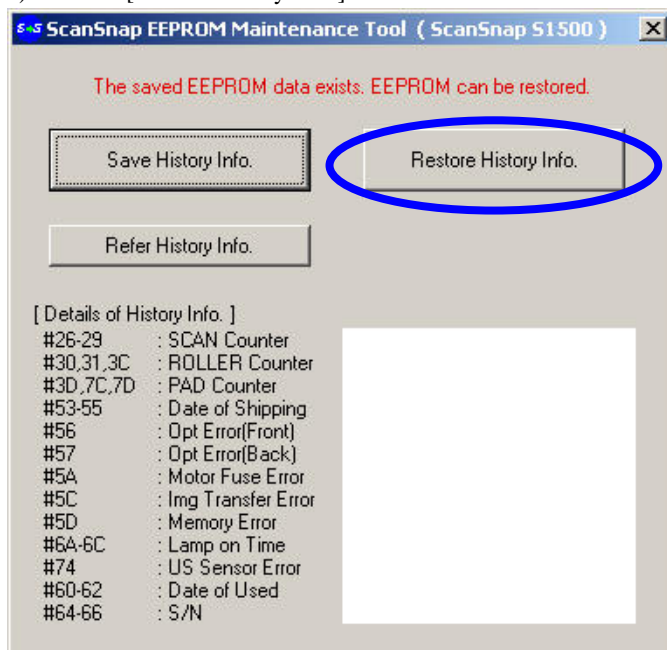 ScanSnap EEPROM Maintenance Tool ( ScanSnap S1500 )
The saved EEPROM data exists. EEPROM can be restored.
Save History Info.
Restore History Info.
Refer History Info.
[ Details of History Info. ]
#26-29 : SCAN Counter
#30,31,3C : ROLLER Counter
#3D,7C,7D : PAD Counter
#53-55 : Date of Shipping
#56 : Opt Error(Front)
#57 : Opt Error(Back)
#5A : Motor Fuse Error
#5C : Img Transfer Error
#5D : Memory Error
#6A-6C : Lamp on Time
#74 : US Sensor Error
#60-62 : Date of Used
#64-66 : S/N